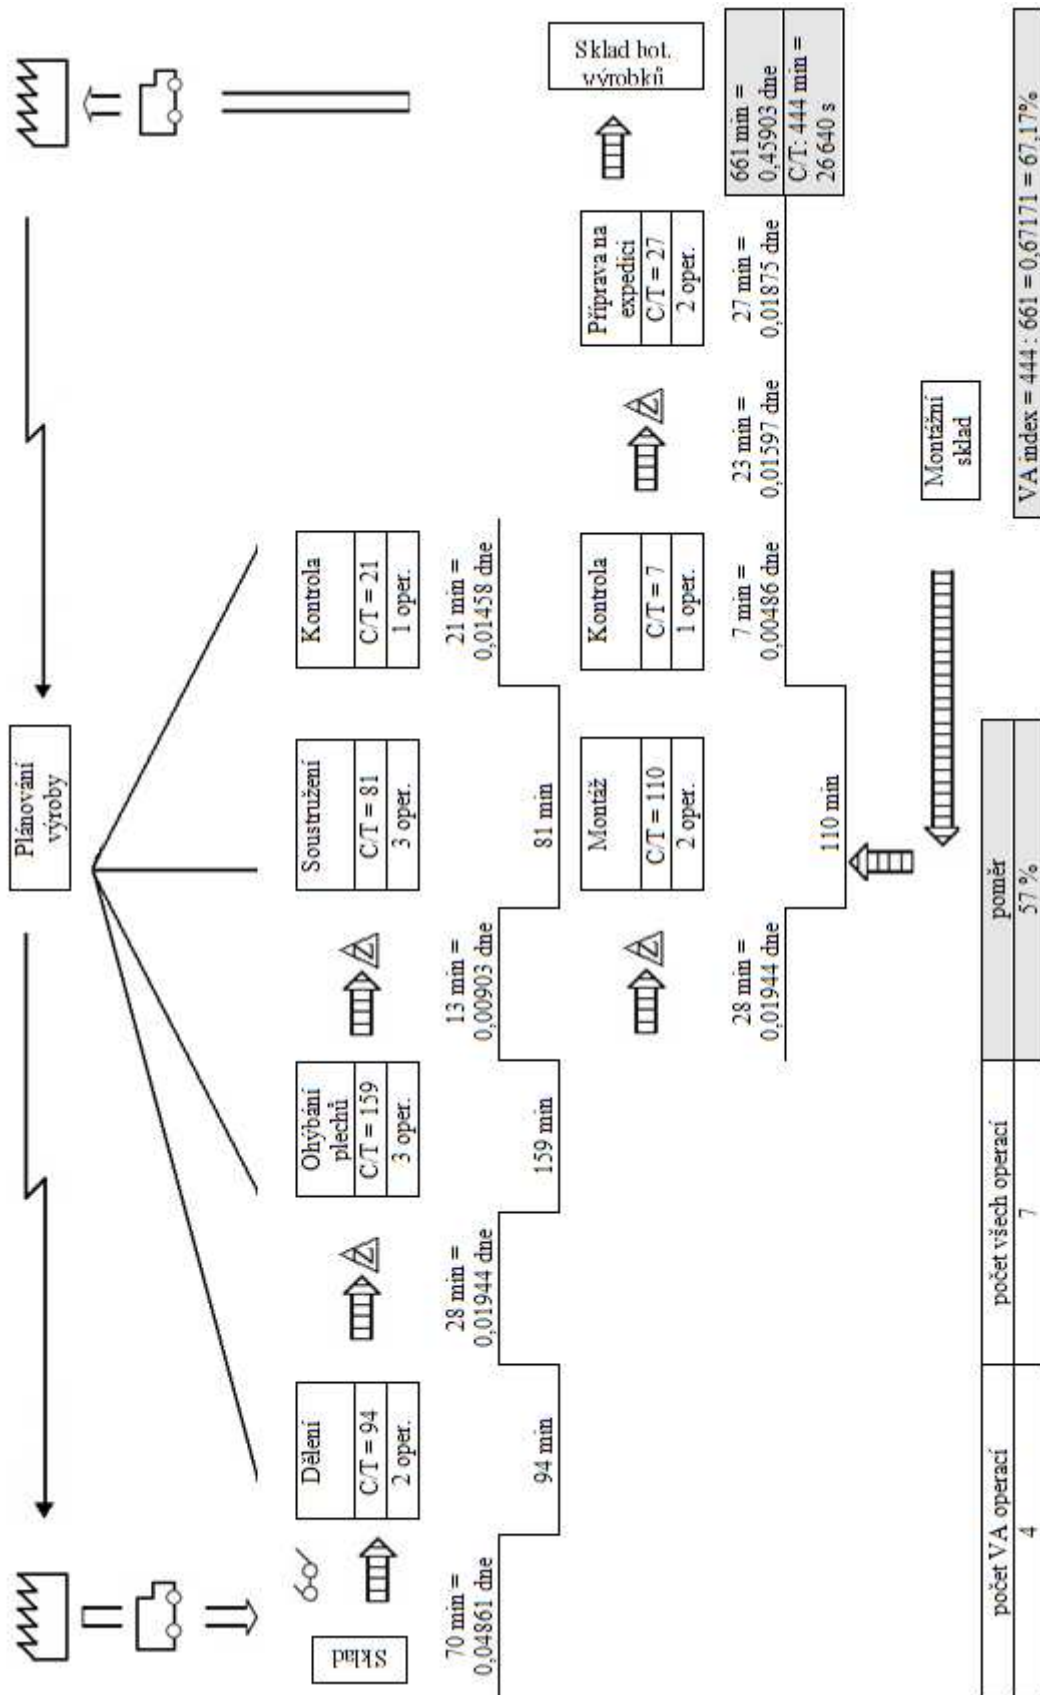 Plánování
výroby
Sklad
Dělení
C/T = 94
2 oper.
Ohýbání
plechů
C/T = 159
3 oper.
Soustružení
C/T = 81
3 oper.
Kontrola
C/T = 21
1 oper.
70 min =
0,04861 dne
94 min
28 min =
0,01944 dne
159 min
13 min =
0,00903 dne
81 min
21 min =
0,01458 dne
Montáž
C/T = 110
2 oper.
Kontrola
C/T = 7
1 oper.
Příprava na
expedici
C/T = 27
2 oper.
Sklad hot.
výrobků
28 min =
0,01944 dne
110 min
7 min =
0,00486 dne
23 min =
0,01597 dne
27 min =
0,01875 dne
661 min =
0,45903 dne
C/T: 444 min =
26 640 s
Montážní
sklad
počet VA operací
počet všech operací
poměr
4
7
57 %
VA index = 444 : 661 = 0,67171 = 67,17%